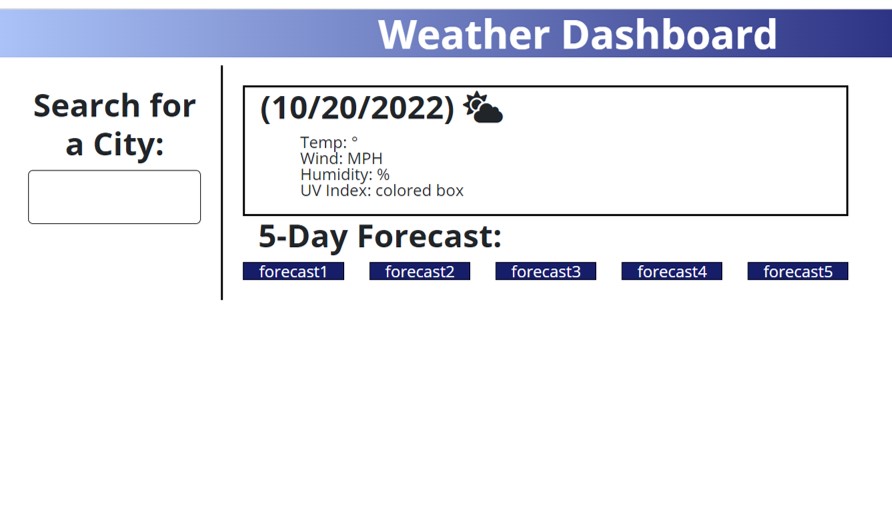 Weather Dashboard
Search for
a City:
(10/20/2022)
Temp: °
Wind: MPH
Humidity: %
UV Index: colored box
5-Day Forecast:
forecast1 forecast2 forecast3 forecast4 forecast5